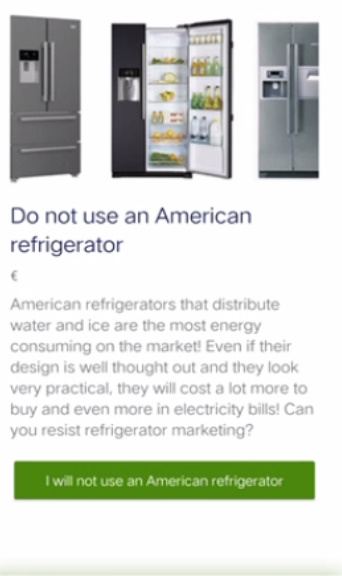 Do not use an American
refrigerator
€
American refrigerators that distribute
water and ice are the most energy
consuming on the market! Even if their
design is well thought out and they look
very practical, they will cost a lot more to
buy and even more in electricity bills! Can
you resist refrigerator marketing?
I will not use an American refrigerator